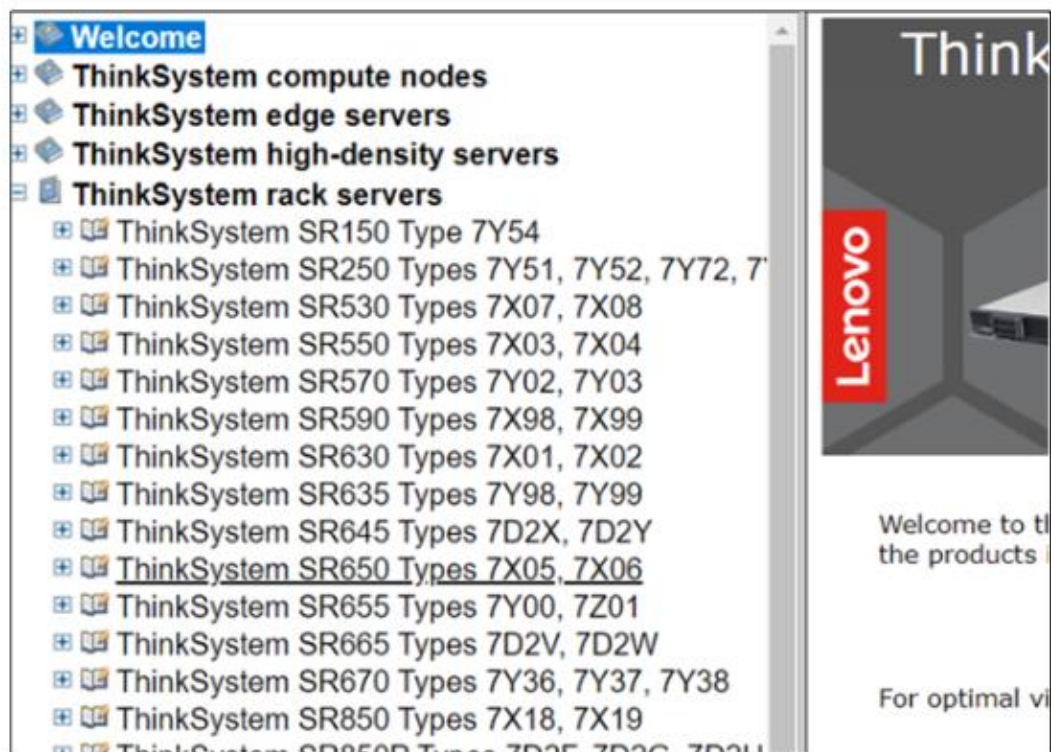 Welcome
ThinkSystem compute nodes
ThinkSystem edge servers
ThinkSystem high-density servers
ThinkSystem rack servers
ThinkSystem SR150 Type 7Y54
ThinkSystem SR250 Types 7Y51, 7Y52, 7Y72,
ThinkSystem SR530 Types 7X07, 7X08
ThinkSystem SR550 Types 7X03, 7X04
ThinkSystem SR570 Types 7Y02, 7Y03
ThinkSystem SR590 Types 7X98, 7X99
ThinkSystem SR630 Types 7X01, 7X02
ThinkSystem SR635 Types 7Y98, 7Y99
ThinkSystem SR645 Types 7D2X, 7D2Y
ThinkSystem SR650 Types 7X05, 7X06
ThinkSystem SR655 Types 7Y00, 7Z01
ThinkSystem SR665 Types 7D2V, 7D2W
ThinkSystem SR670 Types 7Y36, 7Y37, 7Y38
ThinkSystem SR850 Types 7X18, 7X19
Think
Lenovo
Welcome to
the products
For optimal